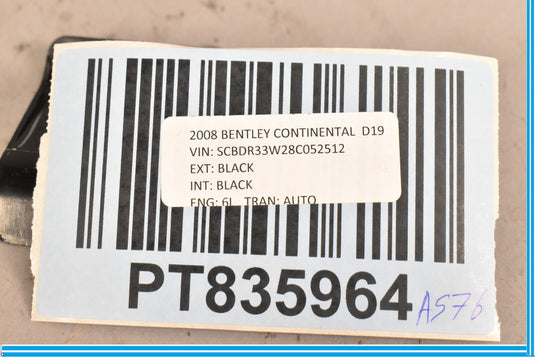 2008 BENTLEY CONTINENTAL D19
VIN: SCBDR33W28C052512
EXT: BLACK
INT: BLACK
ENG: 6L TRAN: AUTO
PT835964 AS76